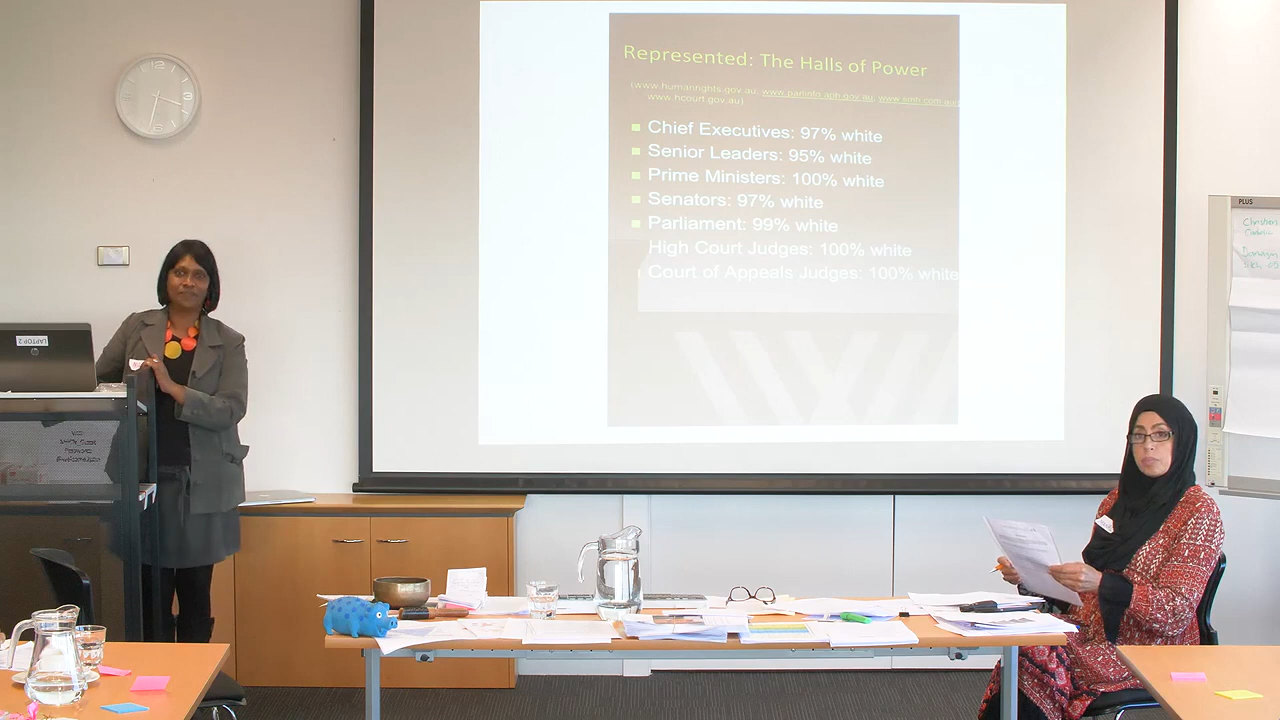 Represented: The Halls of Power
(www.humanrights.gov.au; www.parlinfo.aph.gov.au, www.smh.com.au
www.hcourt.gov.au)
Chief Executives: 97% white
Senior Leaders: 95% white
Prime Ministers: 100% white
Senators: 97% white
Parliament: 99% white
High Court Judges: 100% white
Court of Appeals Judges: 100% white
PLUS
LAPTOP 2